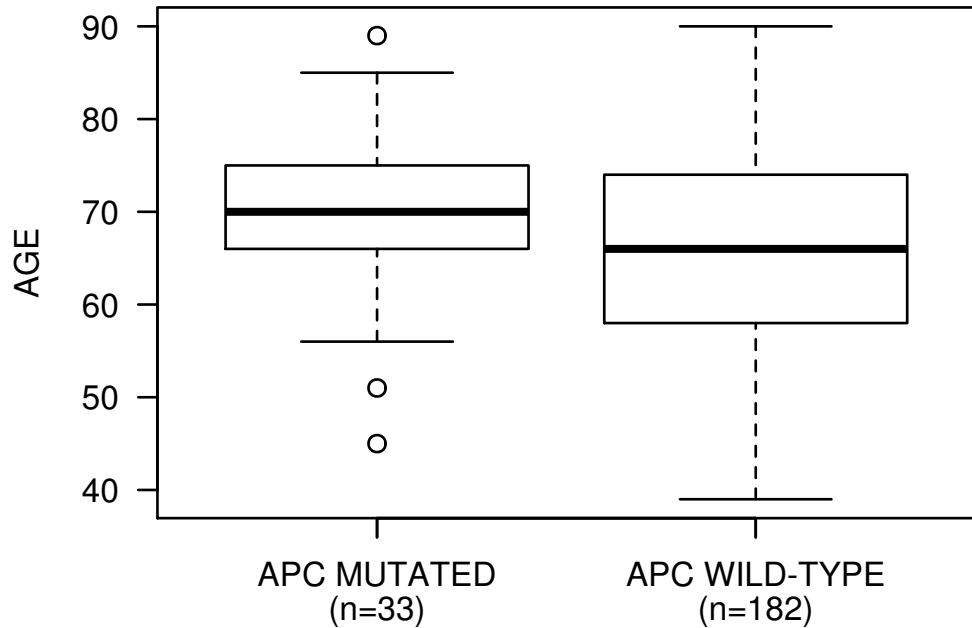 90
80
70
60
50
40
AGE
APC MUTATED
(n=33)
APC WILD-TYPE
(n=182)